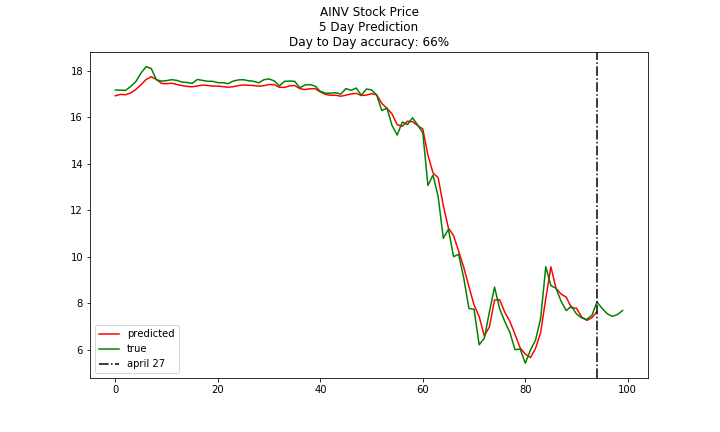 AINV Stock Price
5 Day Prediction
Day to Day accuracy: 66%
18
16
14
12
10
8
6
predicted
true
april 27
0
20
40
60
80
100